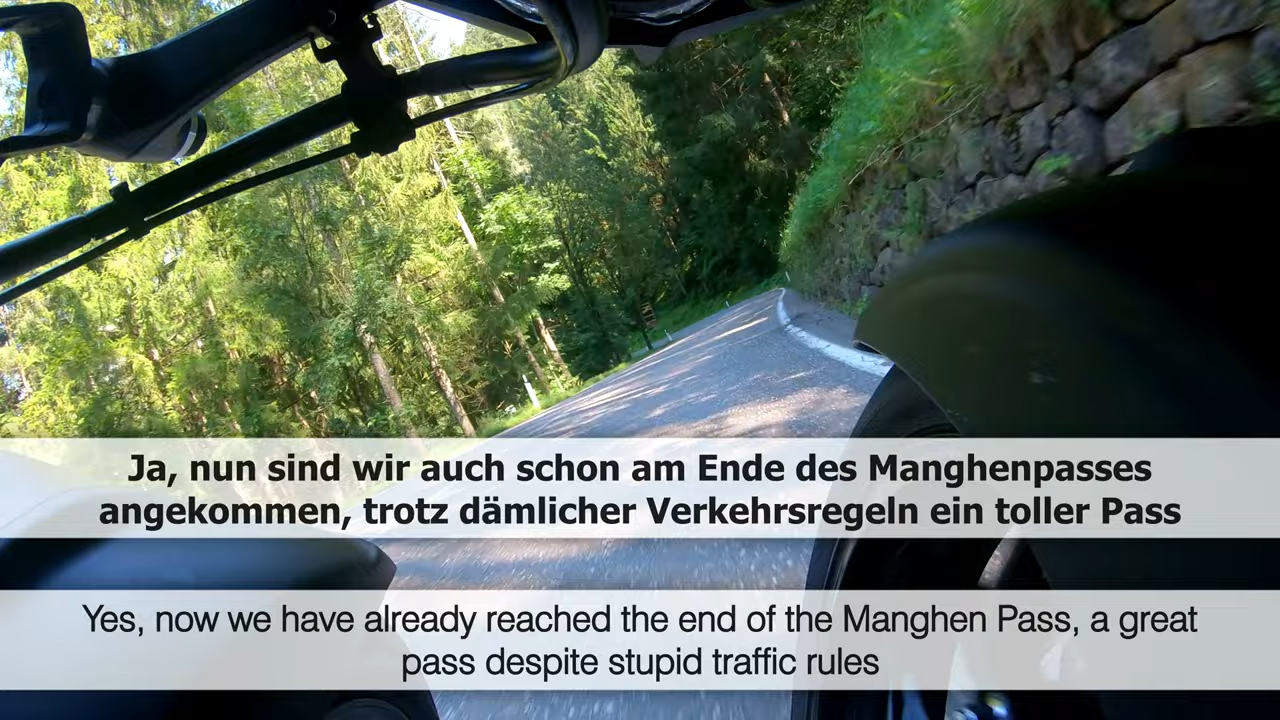 Ja, nun sind wir auch schon am Ende des Manghenpasses
angekommen, trotz dämlicher Verkehrsregeln ein toller Pass
Yes, now we have already reached the end of the Manghen Pass, a great
pass despite stupid traffic rules